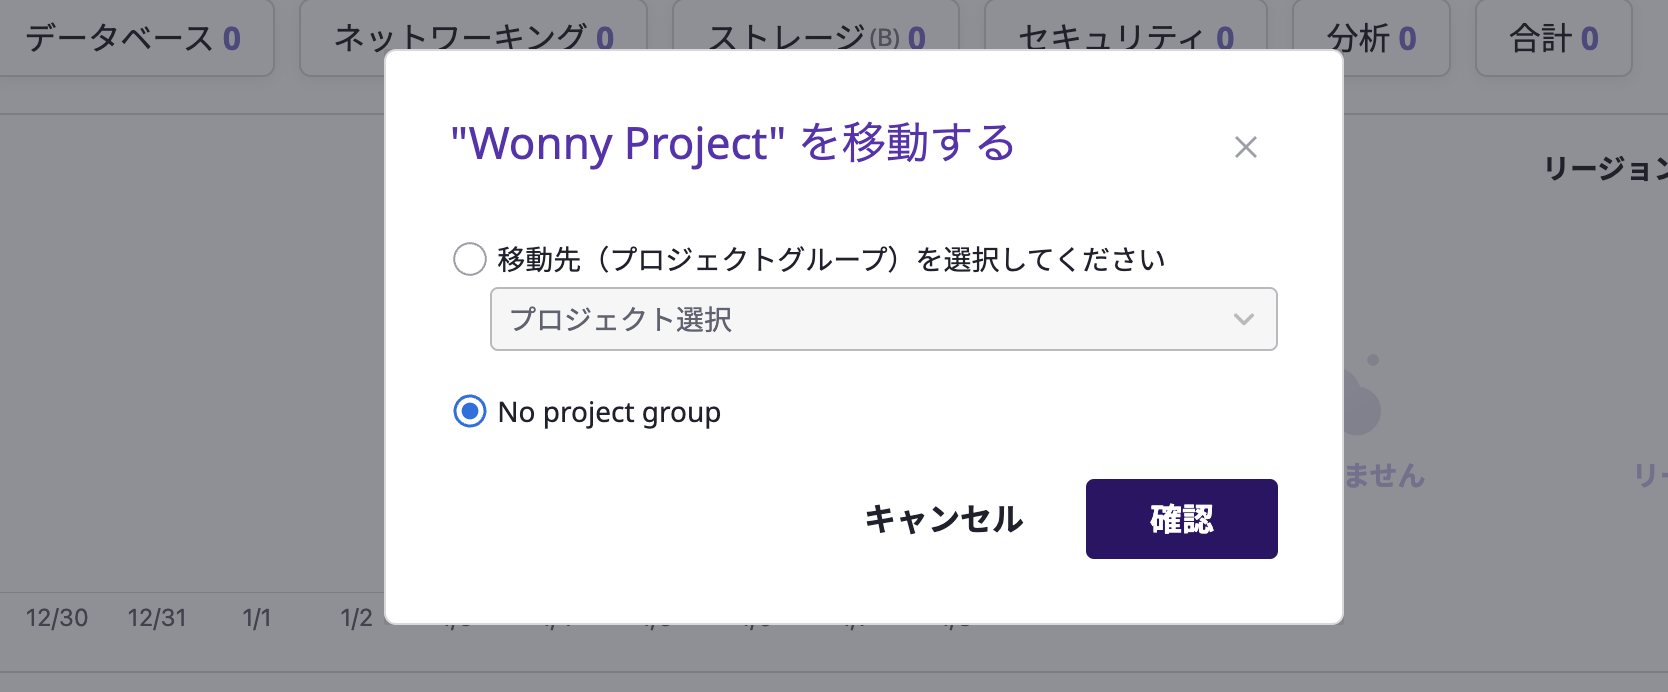 データベース 0
ネットワーキング 0
ストレージ (B) 0
セキュリティ 0
分析 0
合計 0
"Wonny Project" を移動する
リージョン
移動先（プロジェクトグループ）を選択してください
プロジェクト選択
No project group
ません
リー
キャンセル
確認
12/30 12/31 1/1 1/2